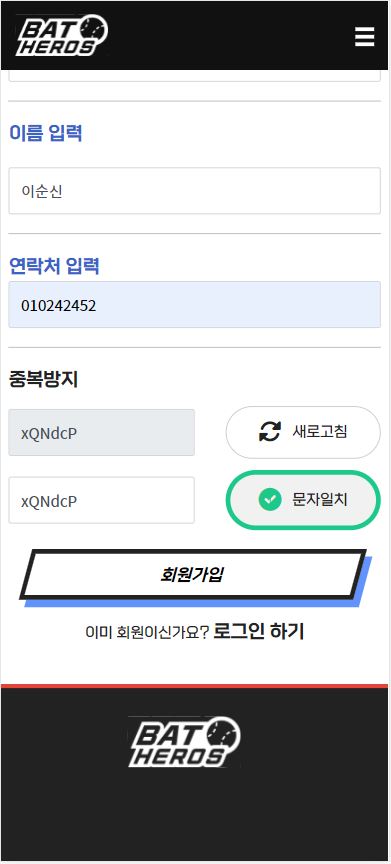 BAT
HEROS
이름 입력
이순신
연락처 입력
010242452
중복방지
xQNdcP
새로고침
xQNdcP
문자일치
회원가입
이미 회원이신가요? 로그인 하기
BAT
HEROS